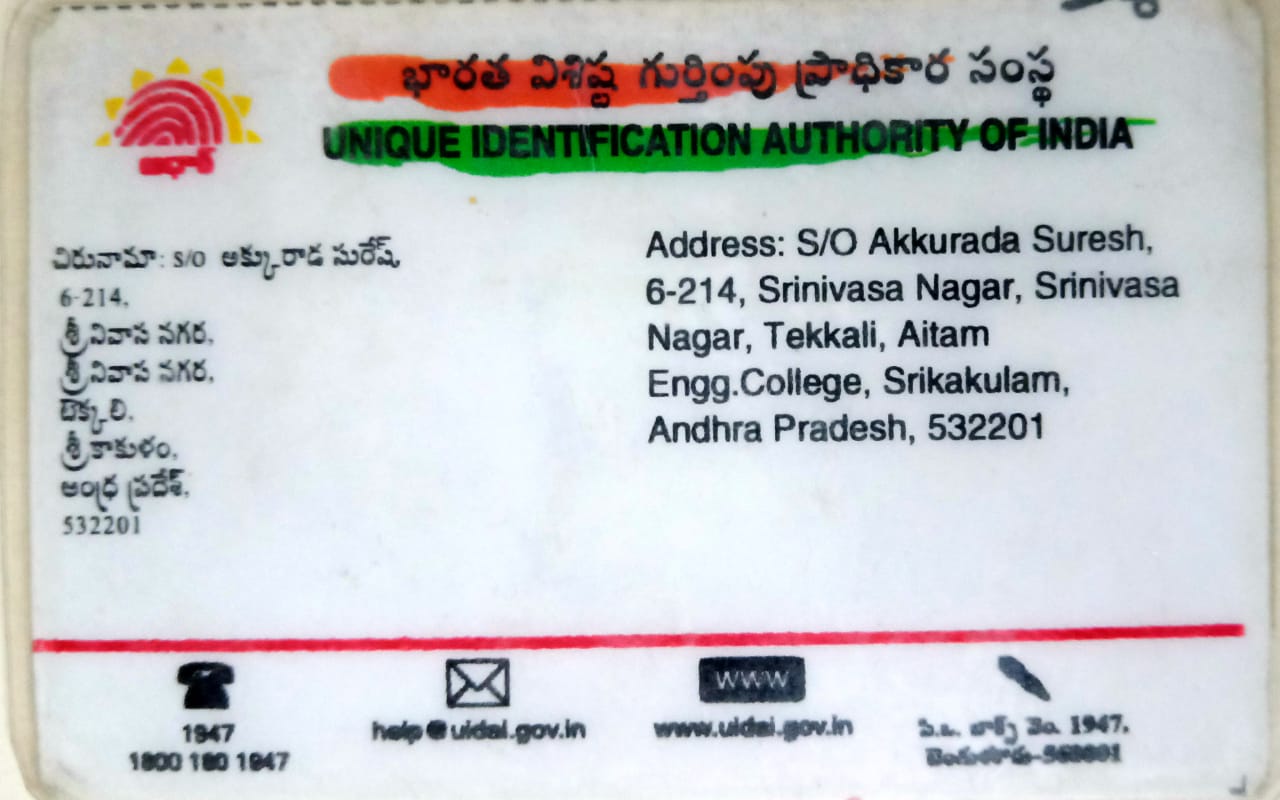 భారత విశిష్ట గుర్తింపు ప్రాధికార సంస్థ
UNIQUE IDENTIFICATION AUTHORITY OF INDIA
చిరునామా: S/O అక్కురాడ సురేష్,
6-214,
శ్రీనివాస నగర,
శ్రీనివాస నగర,
టెక్కలి,
శ్రీకాకుళం,
ఆంధ్ర ప్రదేశ్,
532201
Address: S/O Akkurada Suresh,
6-214, Srinivasa Nagar, Srinivasa
Nagar, Tekkali, Aitam
Engg.College, Srikakulam,
Andhra Pradesh, 532201
WWW
1947
1800 180 1947
help@uidai.gov.in
www.uidai.gov.in
పి.ఒ. బాక్స్ నెం. 1947,